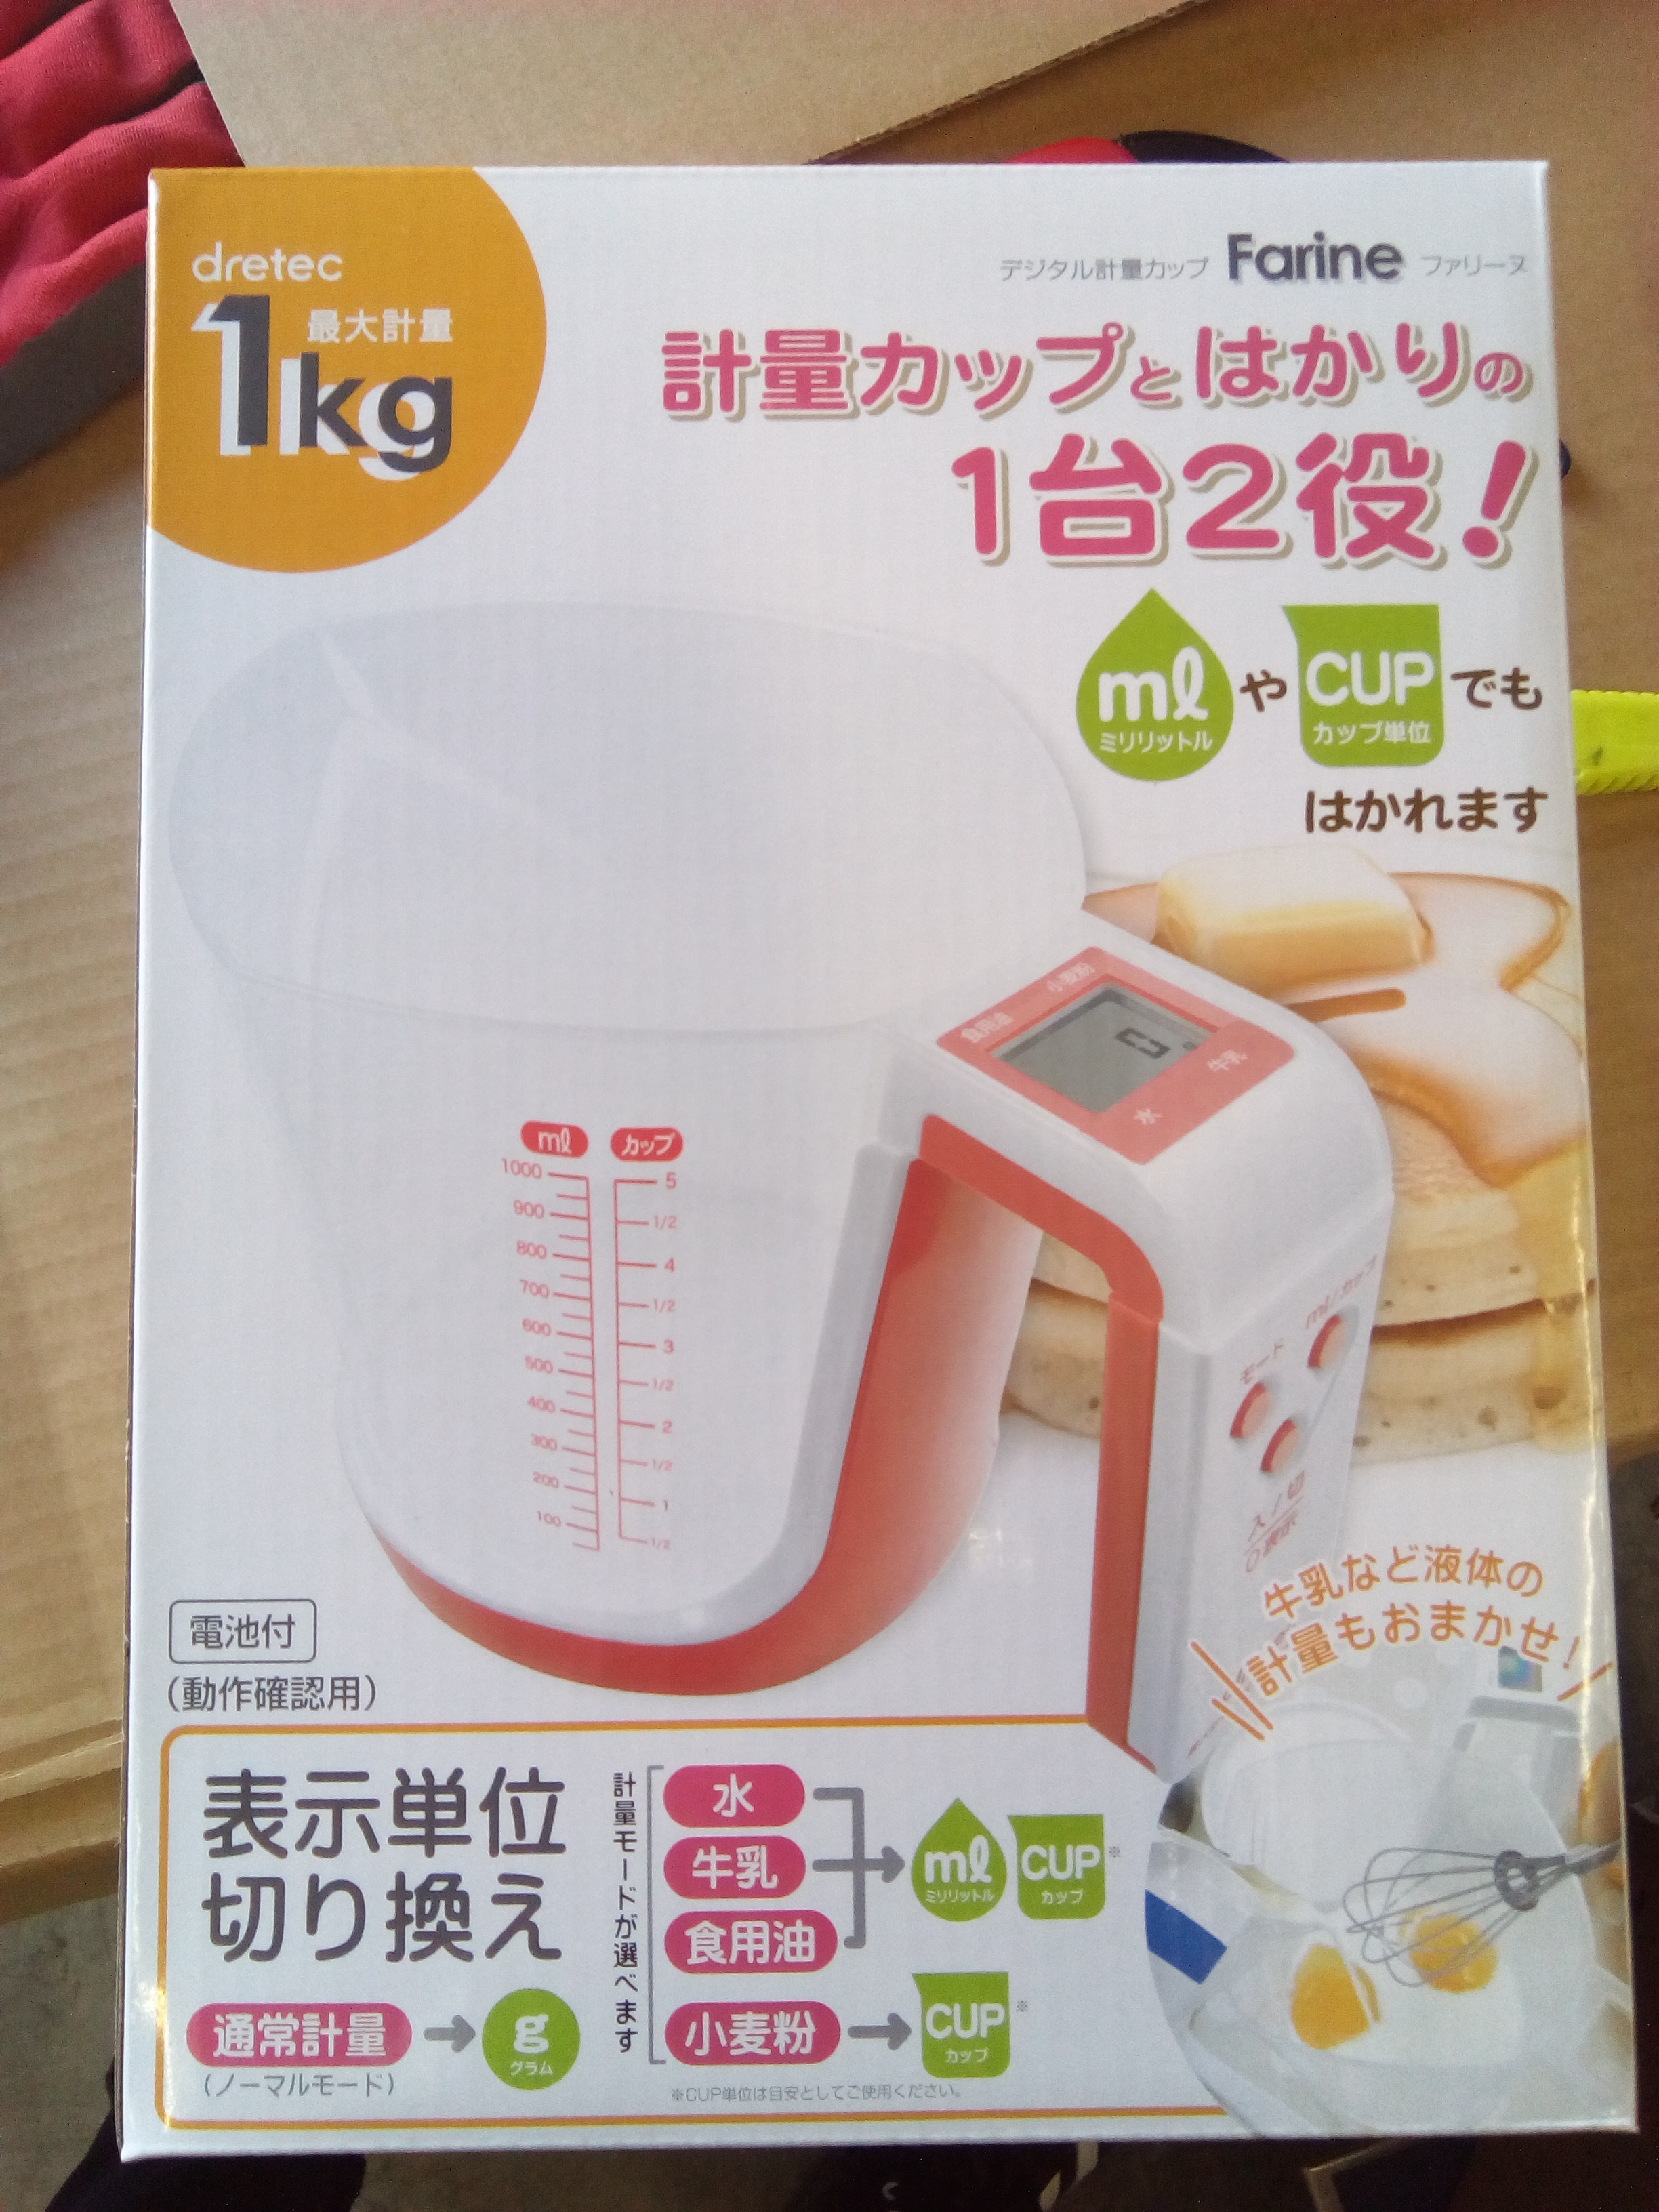 dretec
最大計量
1kg
デジタル計量カップ Farine ファリーヌ
計量カップとはかりの
1台2役!
mℓ や CUP でも
ミリリットル カップ単位
はかれます
小麦粉
食用油
牛乳
水
mℓ カップ
1000 5
900 1/2
800 4
700 1/2
600 3
500 1/2
400 2
300 1/2
200 1
100 1/2
mℓ/カップ
モード
入/切
0表示
牛乳など液体の
計量もおまかせ!
電池付
(動作確認用)
表示単位
切り換え
通常計量 → g
グラム
(ノーマルモード)
計量モードが選べます
水
牛乳
食用油
mℓ CUP ※
ミリリットル カップ
小麦粉 → CUP ※
カップ
※CUP単位は目安としてご使用ください。